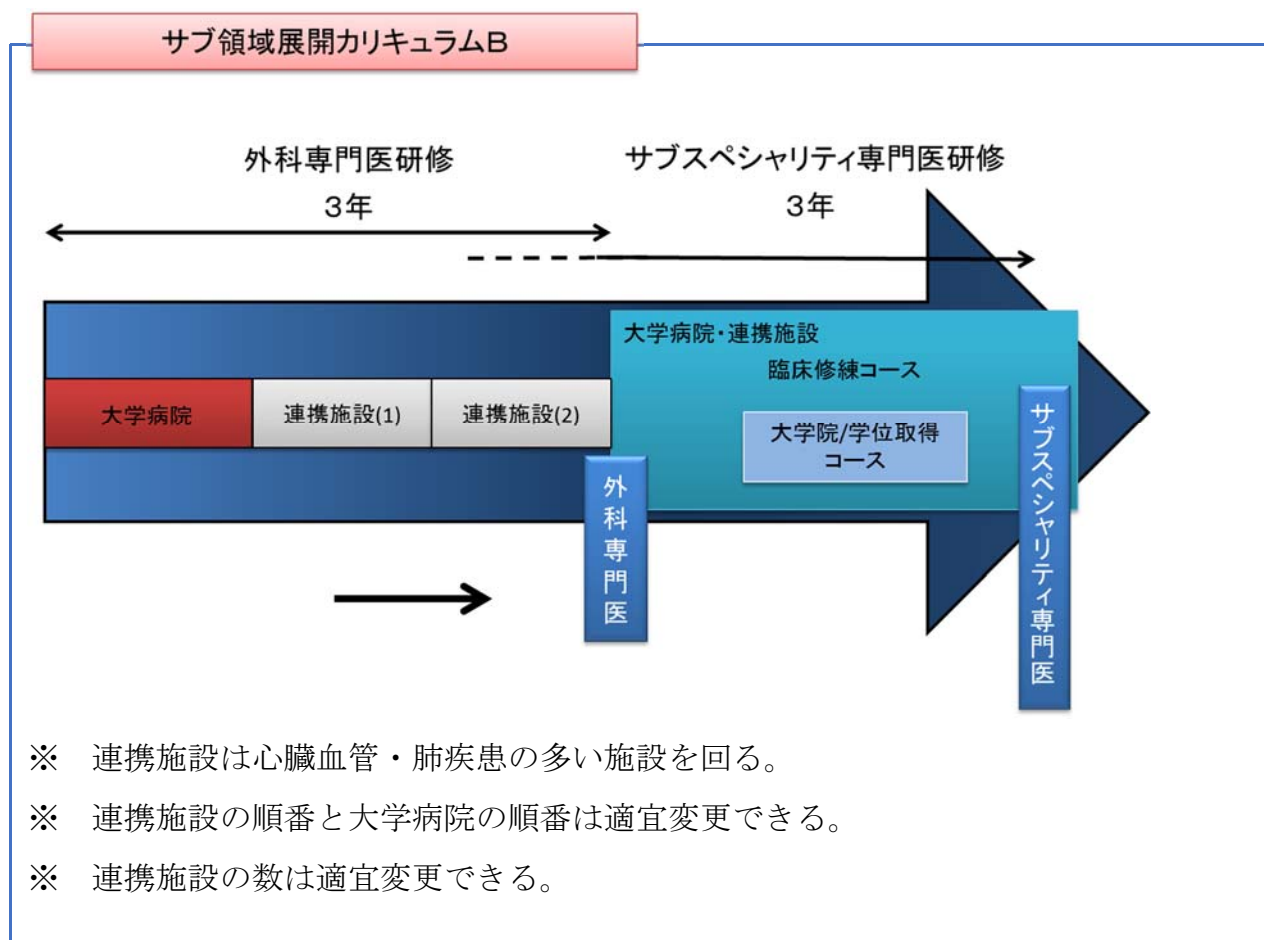 サブ領域展開カリキュラムB
外科専門医研修
3年
サブスペシャリティ専門医研修
3年
大学病院・連携施設
臨床修練コース
大学病院
連携施設(1)
連携施設(2)
大学院/学位取得
コース
外科専門医
サブスペシャリティ専門医
※　連携施設は心臓血管・肺疾患の多い施設を回る。
※　連携施設の順番と大学病院の順番は適宜変更できる。
※　連携施設の数は適宜変更できる。